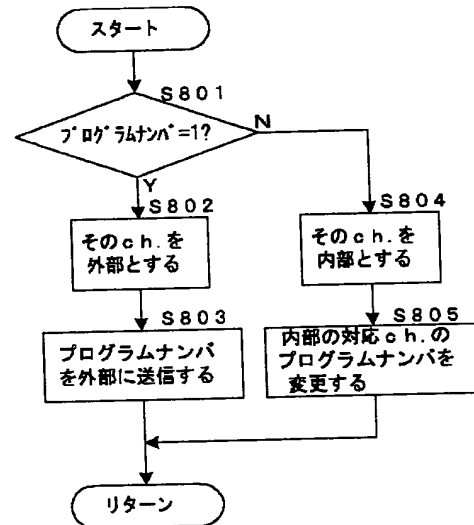 スタート
S801
プログラムナンバ=1?
N
Y
S802
そのch.を
外部とする
S803
プログラムナンバ
を外部に送信する
S804
そのch.を
内部とする
S805
内部の対応ch.の
プログラムナンバを
変更する
リターン